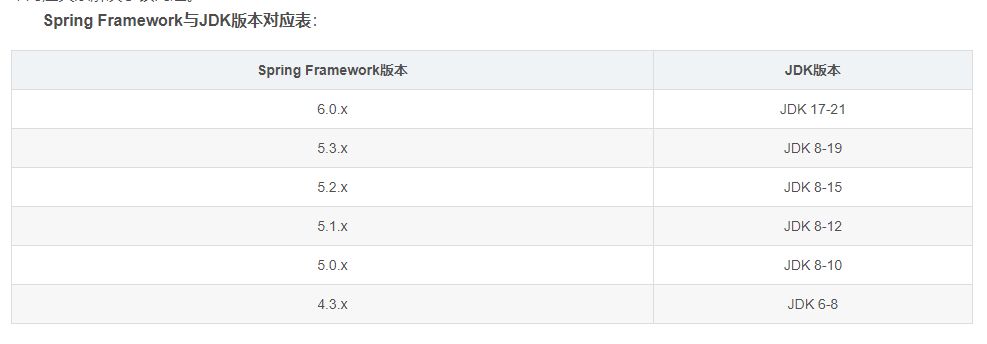 Spring Framework与JDK版本对应表：
Spring Framework版本 JDK版本
6.0.x JDK 17-21
5.3.x JDK 8-19
5.2.x JDK 8-15
5.1.x JDK 8-12
5.0.x JDK 8-10
4.3.x JDK 6-8